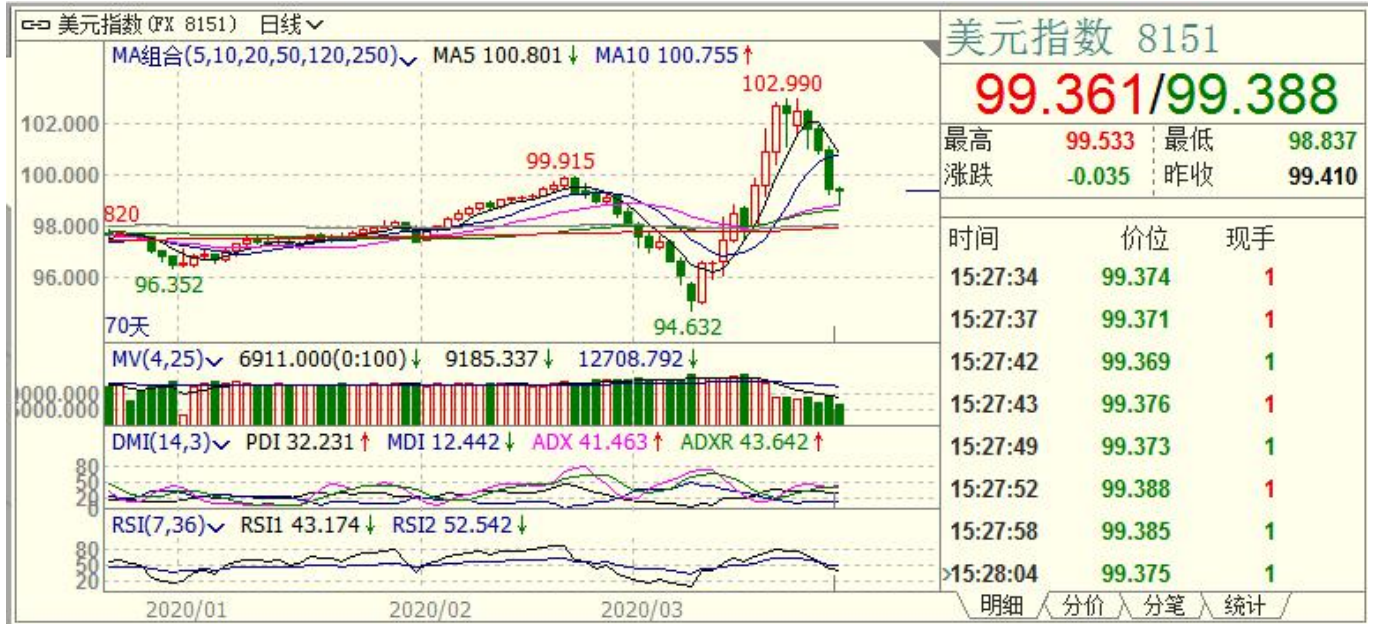 美元指数(FX 8151) 日线
MA组合(5,10,20,50,120,250) MA5 100.801↓ MA10 100.755↑
102.990
102.000
99.915
100.000
820
98.000
96.000
96.352
94.632
70天
MV(4,25) 6911.000(0:100)↓ 9185.337↓ 12708.792↓
000.000
000.000
DMI(14,3) PDI 32.231↑ MDI 12.442↓ ADX 41.463↑ ADXR 43.642↑
80
50
20
RSI(7,36) RSI1 43.174↓ RSI2 52.542↓
80
50
20
2020/01 2020/02 2020/03
美元指数 8151
99.361/99.388
最高 99.533 最低 98.837
涨跌 -0.035 昨收 99.410
时间 价位 现手
15:27:34 99.374 1
15:27:37 99.371 1
15:27:42 99.369 1
15:27:43 99.376 1
15:27:49 99.373 1
15:27:52 99.388 1
15:27:58 99.385 1
15:28:04 99.375 1
明细 分价 分笔 统计